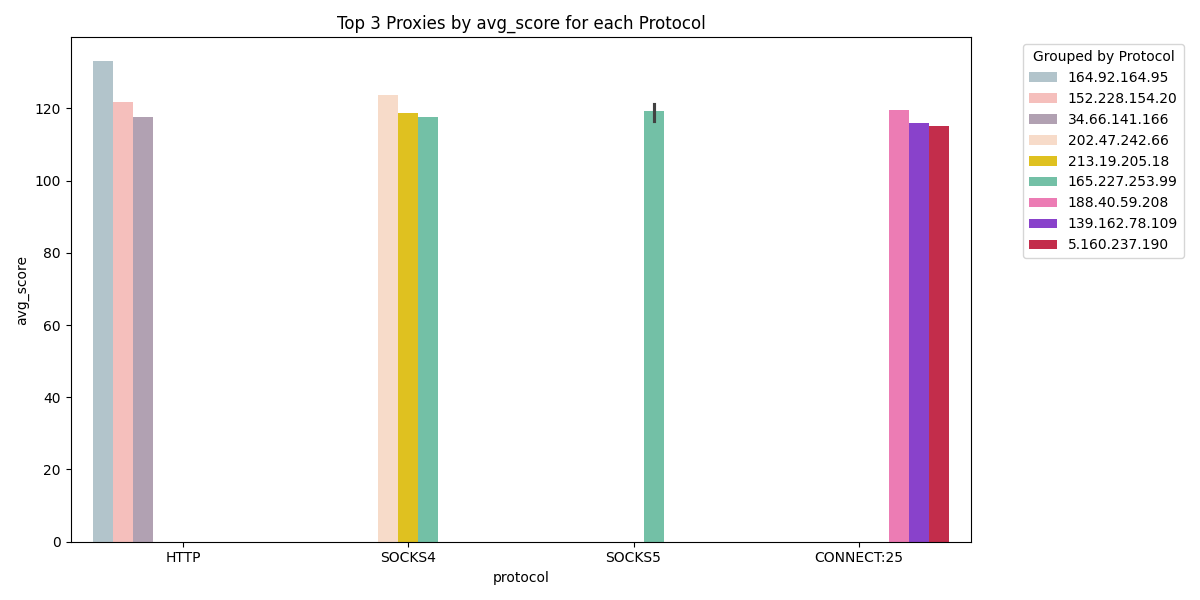 Top 3 Proxies by avg_score for each Protocol
avg_score
120
100
80
60
40
20
0
HTTP
SOCKS4
SOCKS5
CONNECT:25
protocol
Grouped by Protocol
164.92.164.95
152.228.154.20
34.66.141.166
202.47.242.66
213.19.205.18
165.227.253.99
188.40.59.208
139.162.78.109
5.160.237.190